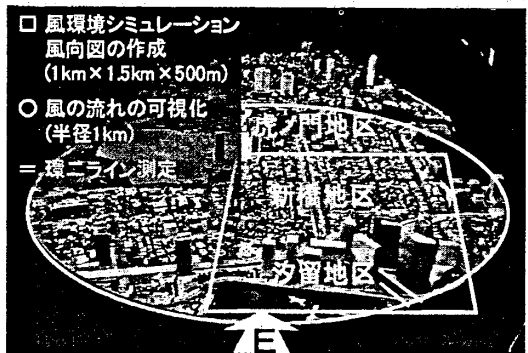 □ 風環境シミュレーション
風向図の作成
(1km×1.5km×500m)
○ 風の流れの可視化
(半径1km)
= 環二ライン測定
虎ノ門地区
新橋地区
汐留地区
E